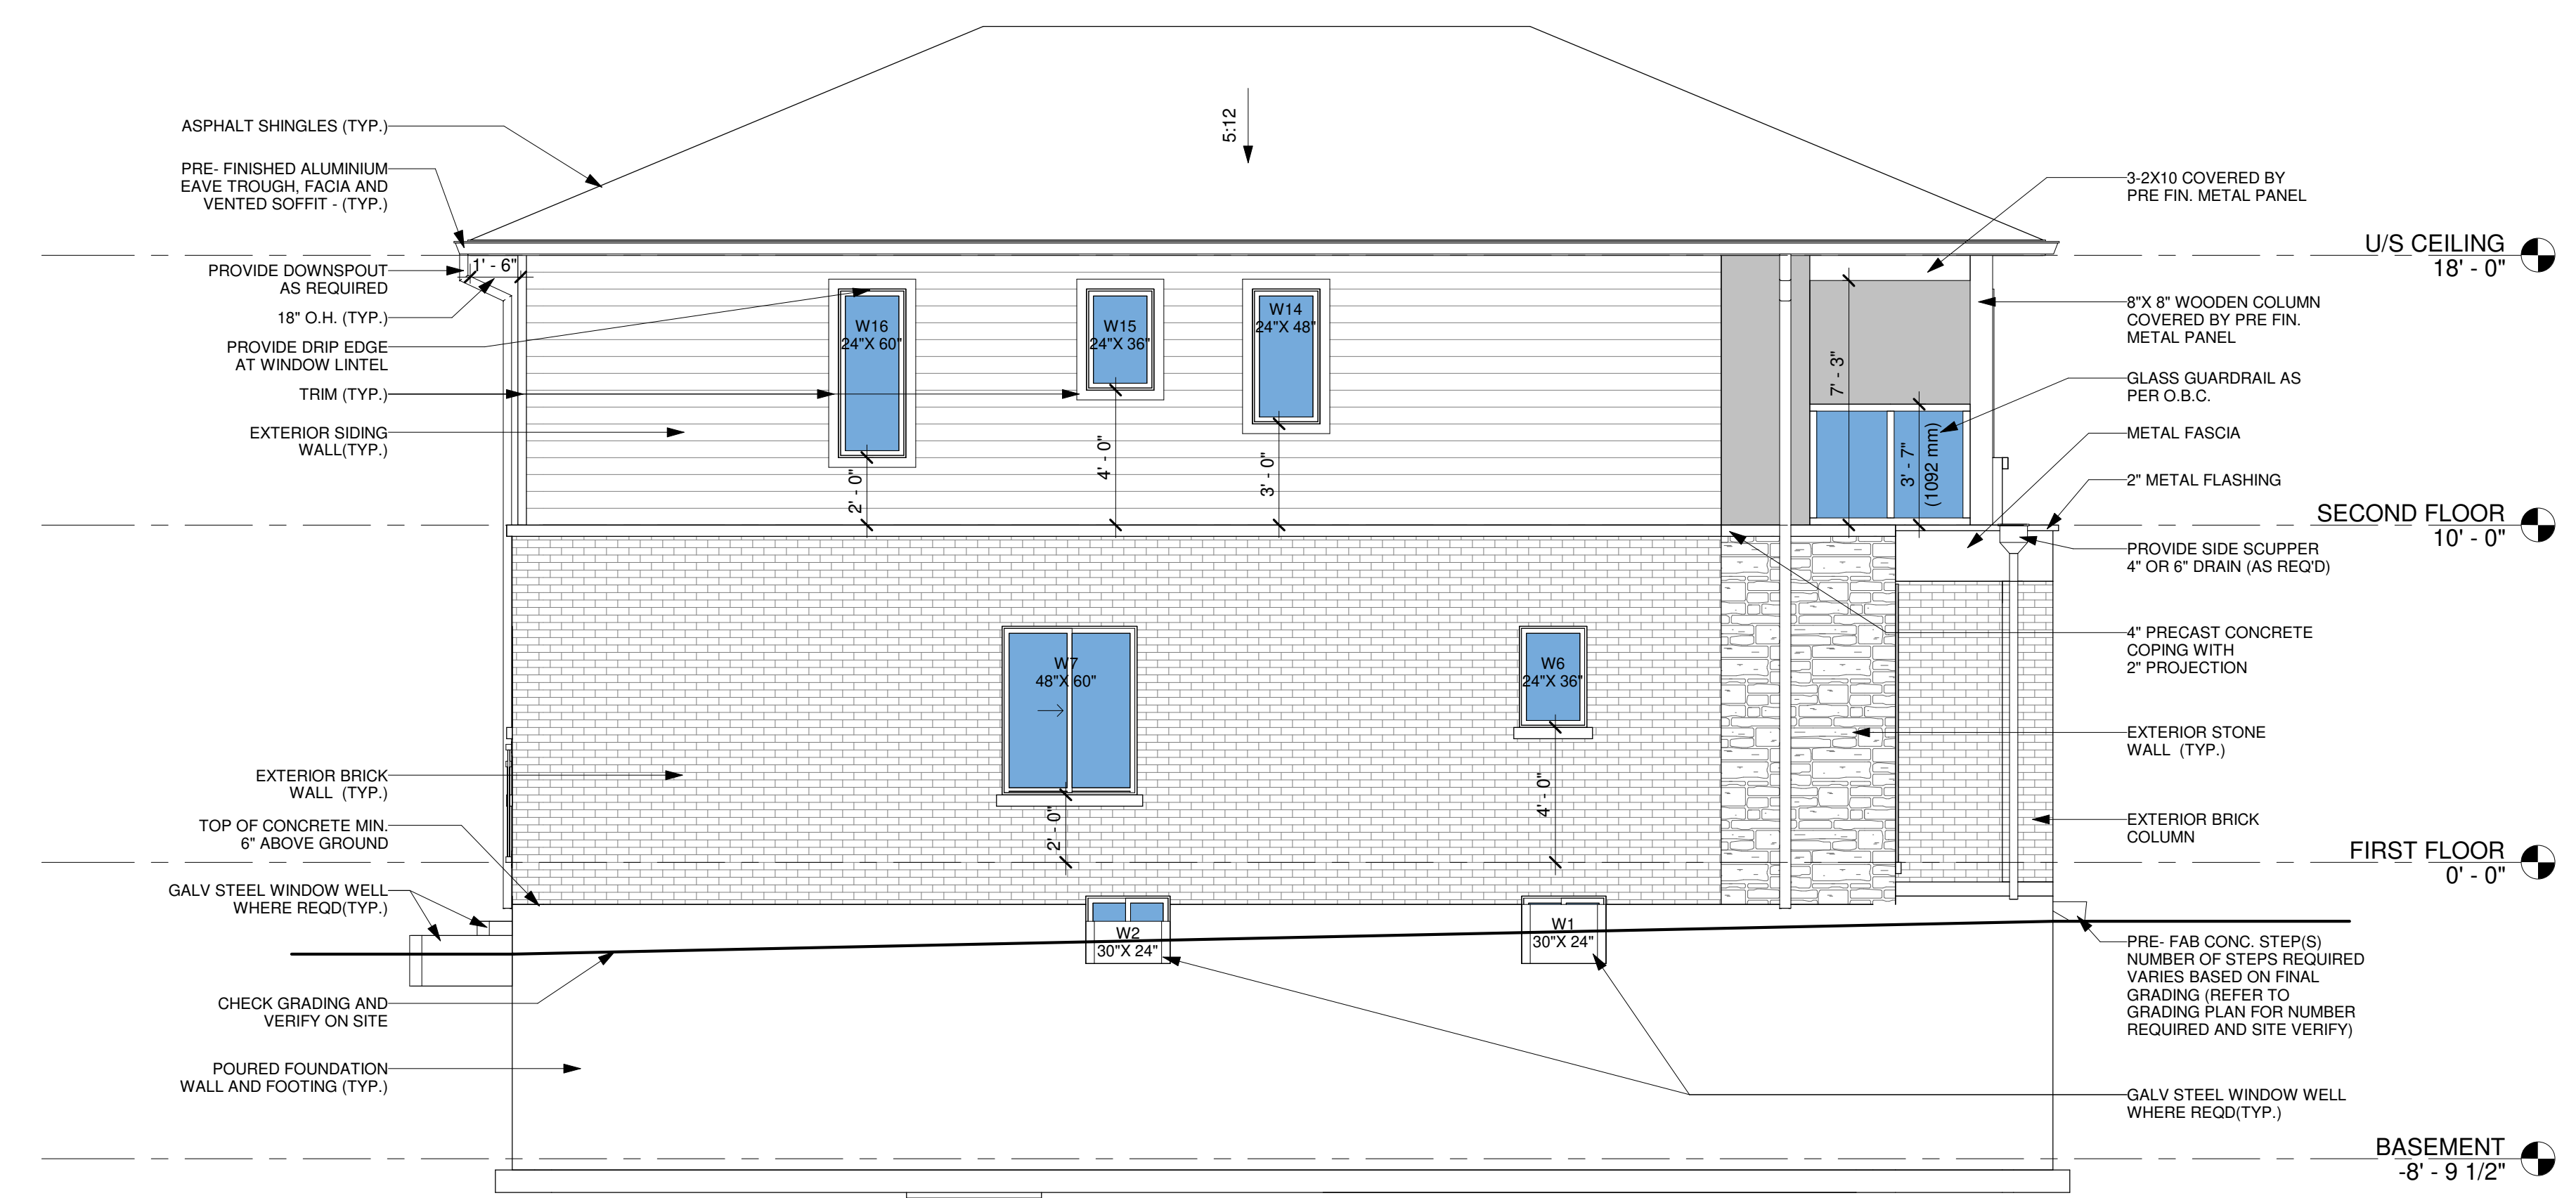 5:12
ASPHALT SHINGLES (TYP.)
PRE- FINISHED ALUMINIUM
EAVE TROUGH, FACIA AND
VENTED SOFFIT - (TYP.)
PROVIDE DOWNSPOUT
AS REQUIRED
18" O.H. (TYP.)
PROVIDE DRIP EDGE
AT WINDOW LINTEL
TRIM (TYP.)
EXTERIOR SIDING
WALL(TYP.)
EXTERIOR BRICK
WALL (TYP.)
TOP OF CONCRETE MIN.
6" ABOVE GROUND
GALV STEEL WINDOW WELL
WHERE REQD(TYP.)
CHECK GRADING AND
VERIFY ON SITE
POURED FOUNDATION
WALL AND FOOTING (TYP.)
1' - 6"
W16
24"X 60"
W15
24"X 36"
W14
24"X 48"
2' - 0"
4' - 0"
3' - 0"
7' - 3"
3' - 7"
(1092 mm)
W7
48"X 60"
W6
24"X 36"
2' - 0"
4' - 0"
W2
30"X 24"
W1
30"X 24"
3-2X10 COVERED BY
PRE FIN. METAL PANEL
8"X 8" WOODEN COLUMN
COVERED BY PRE FIN.
METAL PANEL
GLASS GUARDRAIL AS
PER O.B.C.
METAL FASCIA
2" METAL FLASHING
PROVIDE SIDE SCUPPER
4" OR 6" DRAIN (AS REQ'D)
4" PRECAST CONCRETE
COPING WITH
2" PROJECTION
EXTERIOR STONE
WALL (TYP.)
EXTERIOR BRICK
COLUMN
PRE- FAB CONC. STEP(S)
NUMBER OF STEPS REQUIRED
VARIES BASED ON FINAL
GRADING (REFER TO
GRADING PLAN FOR NUMBER
REQUIRED AND SITE VERIFY)
GALV STEEL WINDOW WELL
WHERE REQD(TYP.)
U/S CEILING
18' - 0"
SECOND FLOOR
10' - 0"
FIRST FLOOR
0' - 0"
BASEMENT
-8' - 9 1/2"